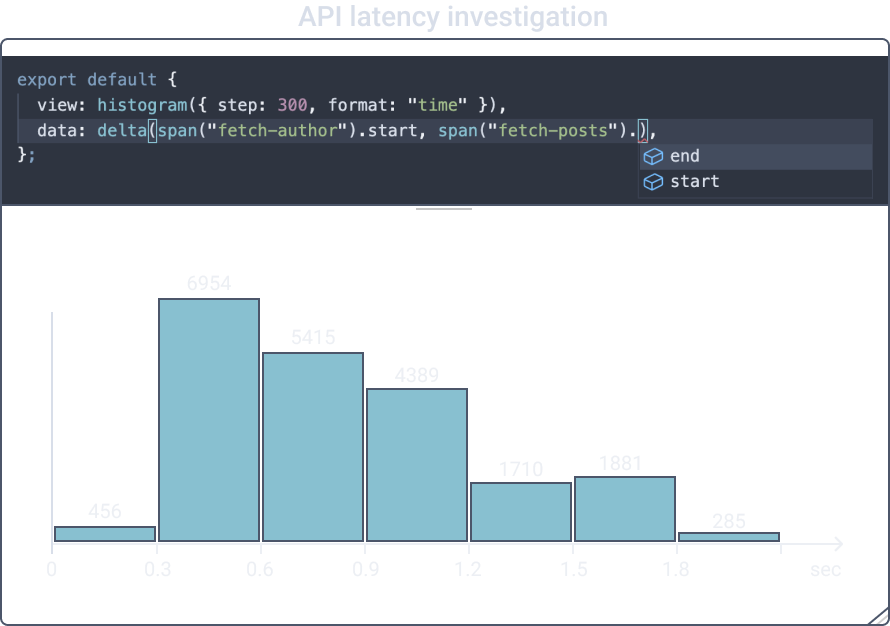 API latency investigation
export default {
view: histogram({ step: 300, format: "time" }),
data: delta(span("fetch-author").start, span("fetch-posts").),
};
end
start
6954
5415
4389
1710
1881
456
285
0 0.3 0.6 0.9 1.2 1.5 1.8 sec